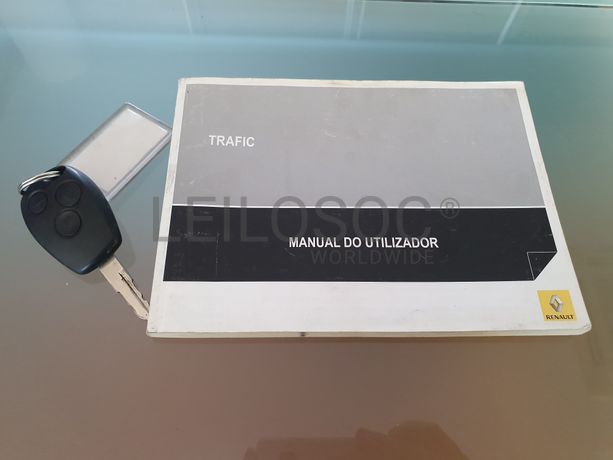 TRAFIC
LEILOSOC®
MANUAL DO UTILIZADOR
WORLDWIDE
RENAULT